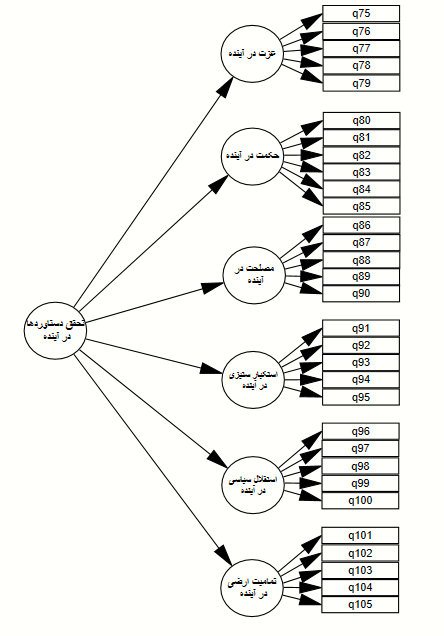 q75
q76
عزت در آینده
q77
q78
q79
q80
q81
حکمت در آینده
q82
q83
q84
q85
q86
q87
مصلحت در
آینده
q88
q89
q90
تحقق دستاوردها
در آینده
q91
q92
استکبار ستیزی
در آینده
q93
q94
q95
q96
q97
استقلال سیاسی
در آینده
q98
q99
q100
q101
q102
تمامیت ارضی
در آینده
q103
q104
q105